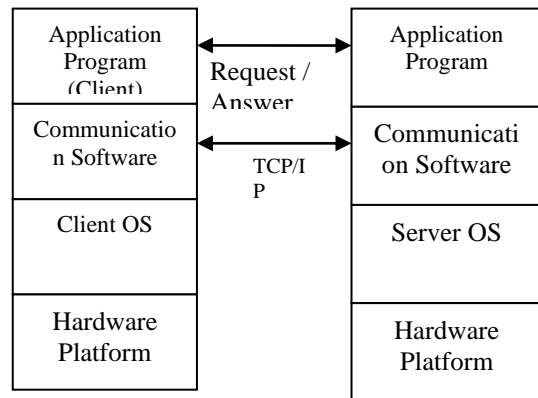 Application
Program
(Client)
Communicatio
n Software
Client OS
Hardware
Platform
Request /
Answer
TCP/I
P
Application
Program
Communicati
on Software
Server OS
Hardware
Platform